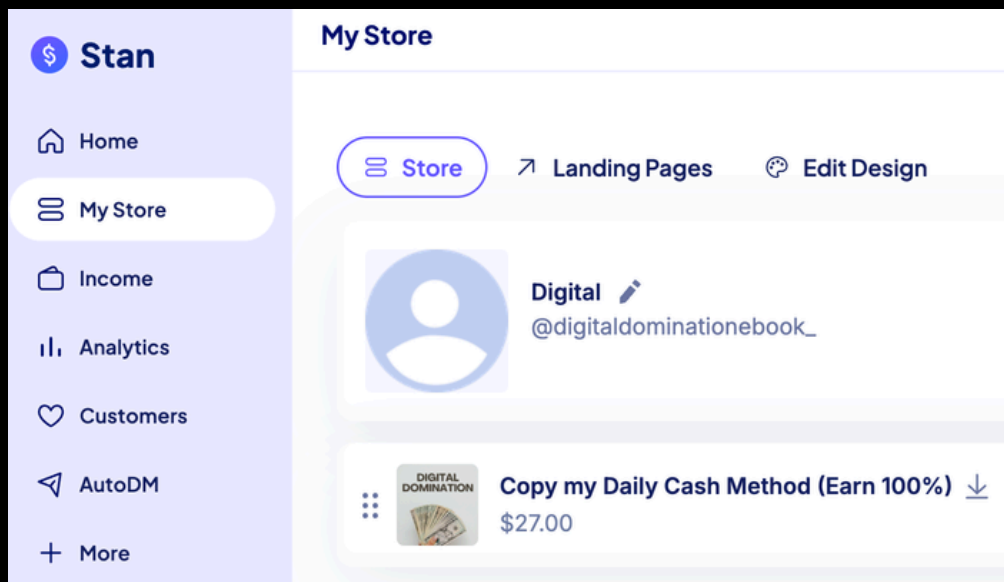 Stan
Home
My Store
Income
Analytics
Customers
AutoDM
More
My Store
Store
Landing Pages
Edit Design
Digital
@digitaldominationebook_
DIGITAL
DOMINATION
Copy my Daily Cash Method (Earn 100%)
$27.00